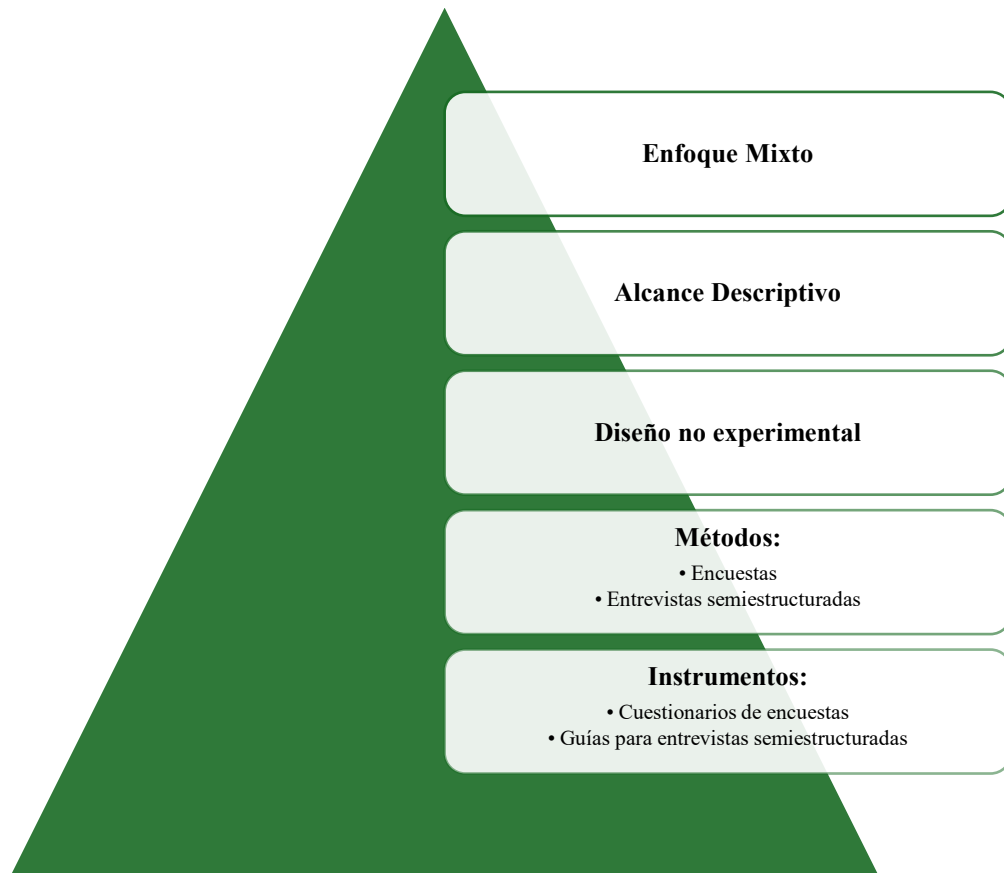 Enfoque Mixto
Alcance Descriptivo
Diseño no experimental
Métodos:
• Encuestas
• Entrevistas semiestructuradas
Instrumentos:
• Cuestionarios de encuestas
• Guías para entrevistas semiestructuradas